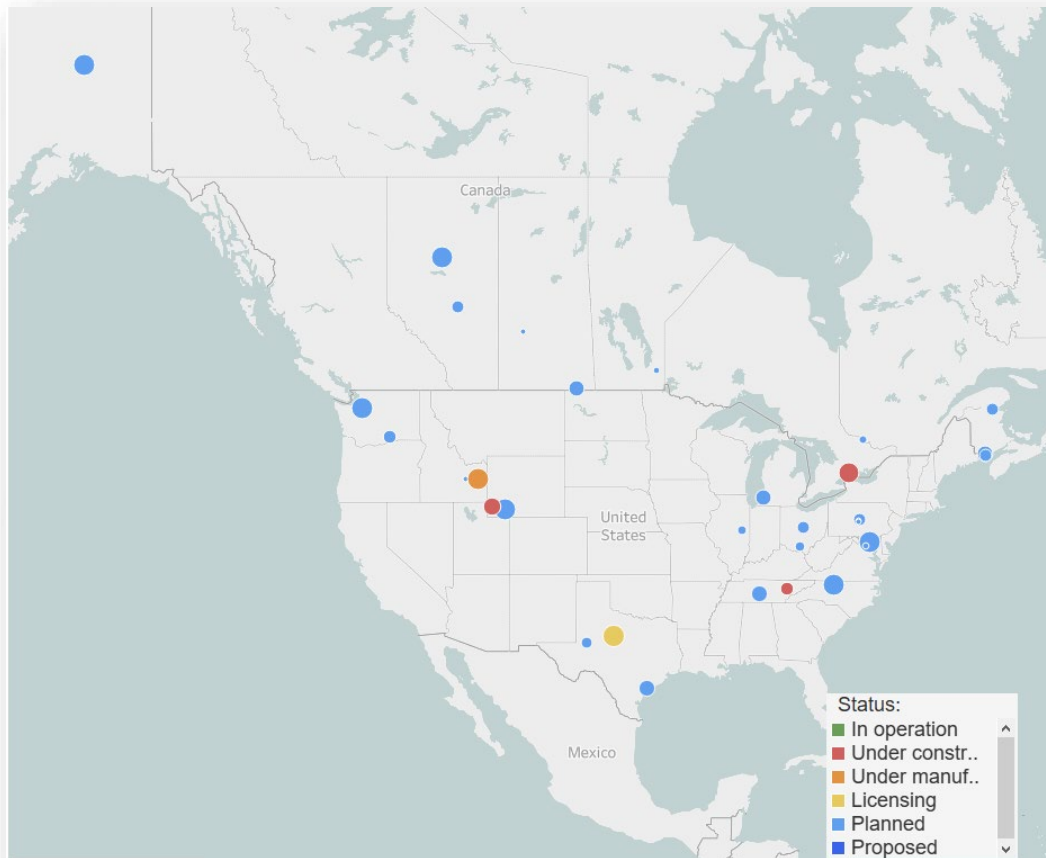 Canada
United
States
Mexico
Status:
In operation
Under constr..
Under manuf..
Licensing
Planned
Proposed